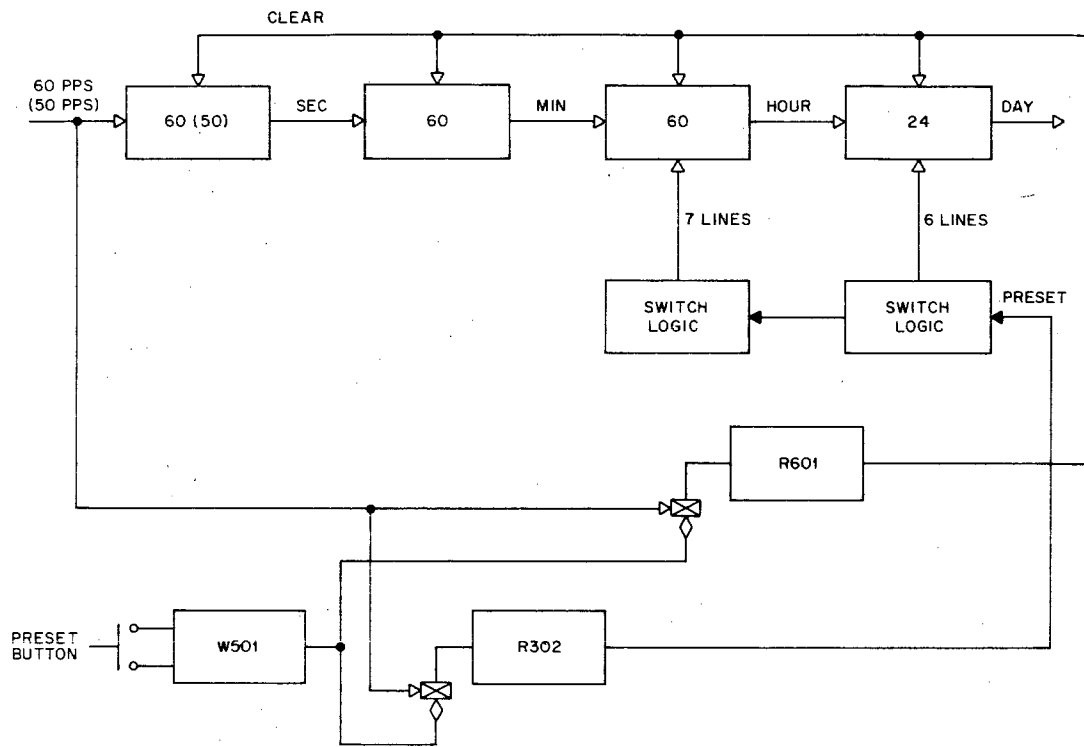 CLEAR
60 PPS
(50 PPS)
60 (50)
SEC
60
MIN
60
HOUR
24
DAY
7 LINES
6 LINES
SWITCH
LOGIC
SWITCH
LOGIC
PRESET
R601
PRESET
BUTTON
W501
R302